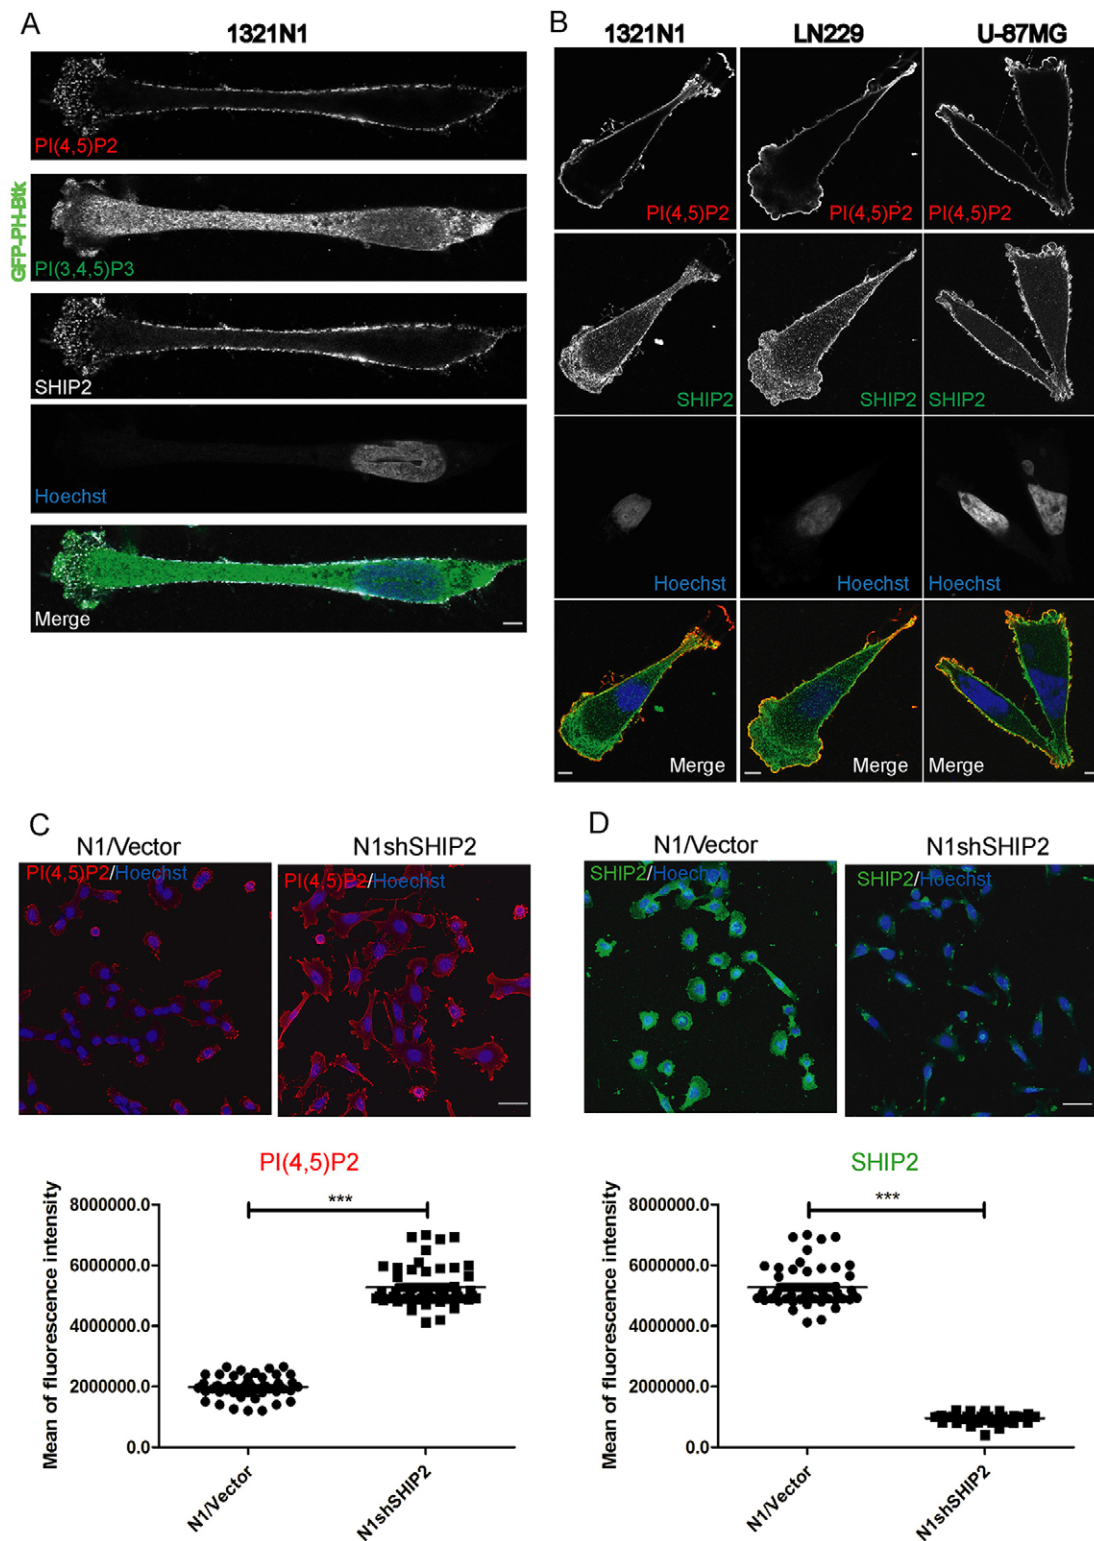 A
1321N1
PI(4,5)P2
GFP-PH-Btk
PI(3,4,5)P3
SHIP2
Hoechst
Merge
B
1321N1 LN229 U-87MG
PI(4,5)P2 PI(4,5)P2 PI(4,5)P2
SHIP2 SHIP2 SHIP2
Hoechst Hoechst Hoechst
Merge Merge Merge
C
N1/Vector N1shSHIP2
PI(4,5)P2/Hoechst PI(4,5)P2/Hoechst
PI(4,5)P2
Mean of fluorescence intensity
8000000.0
6000000.0
4000000.0
2000000.0
0.0
***
N1/Vector
N1shSHIP2
D
N1/Vector N1shSHIP2
SHIP2/Hoechst SHIP2/Hoechst
SHIP2
Mean of fluorescence intensity
8000000.0
6000000.0
4000000.0
2000000.0
0.0
***
N1/Vector
N1shSHIP2